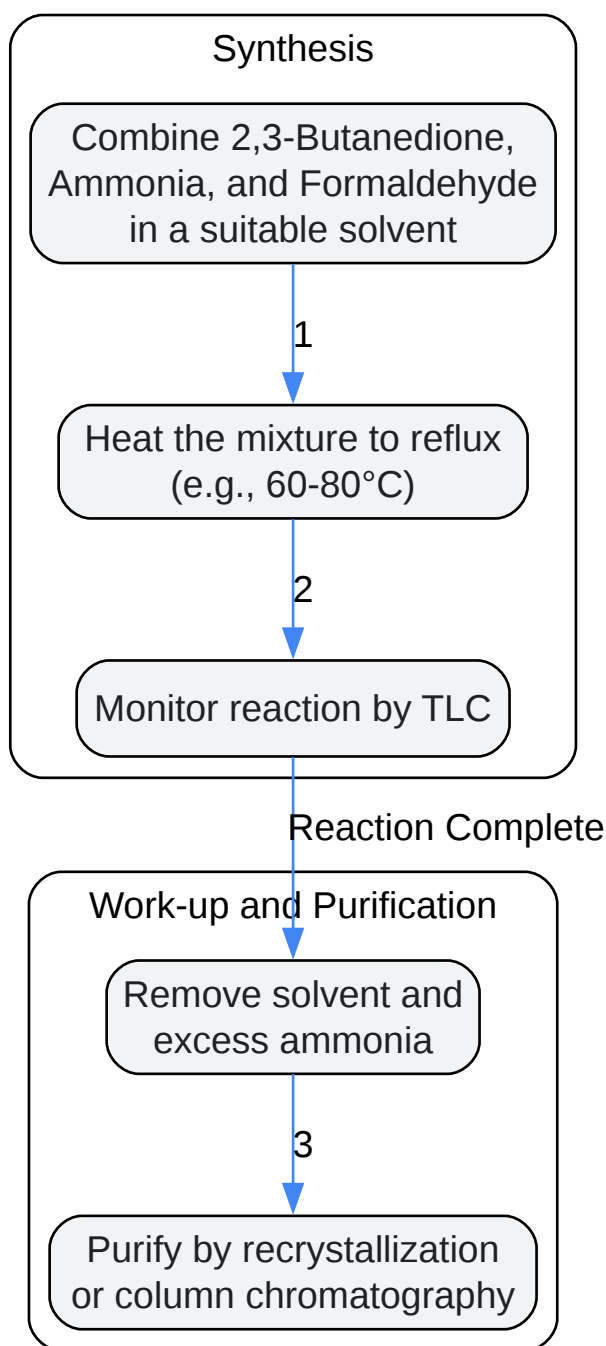 Synthesis
Combine 2,3-Butanedione,
Ammonia, and Formaldehyde
in a suitable solvent
1
Heat the mixture to reflux
(e.g., 60-80°C)
2
Monitor reaction by TLC
Reaction Complete
Work-up and Purification
Remove solvent and
excess ammonia
3
Purify by recrystallization
or column chromatography